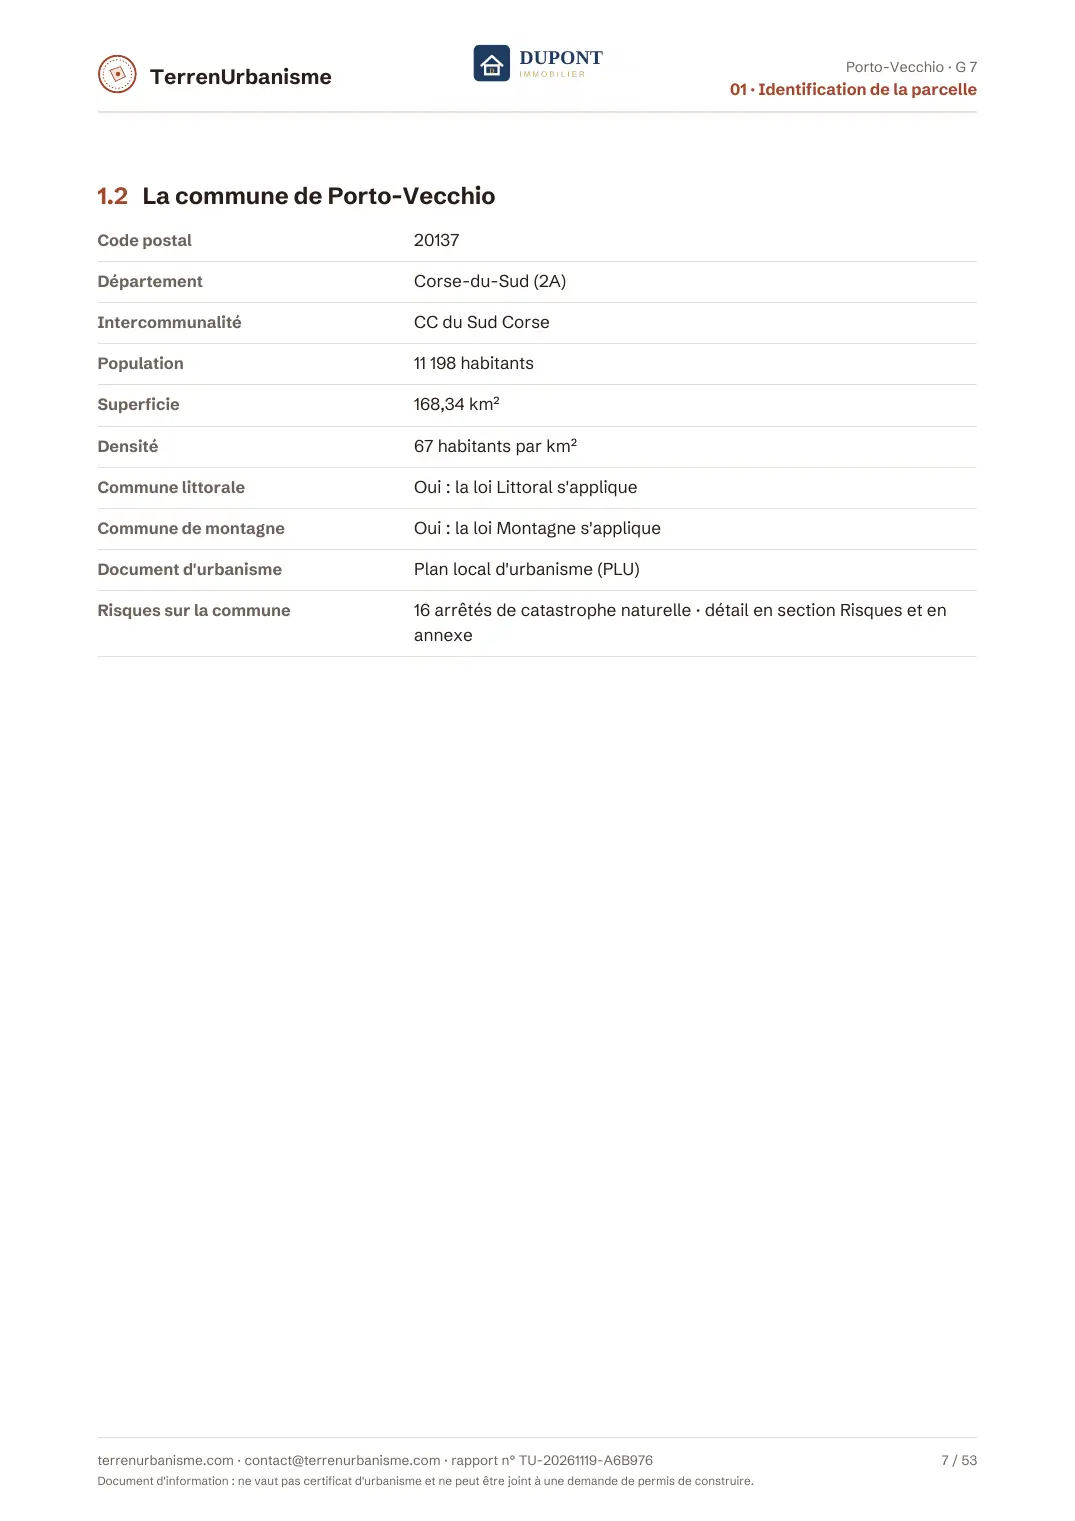 TerrenUrbanisme
DUPONT
IMMOBILIER
Porto-Vecchio · G 7
01 · Identification de la parcelle
1.2 La commune de Porto-Vecchio
Code postal 20137
Département Corse-du-Sud (2A)
Intercommunalité CC du Sud Corse
Population 11 198 habitants
Superficie 168,34 km²
Densité 67 habitants par km²
Commune littorale Oui : la loi Littoral s'applique
Commune de montagne Oui : la loi Montagne s'applique
Document d'urbanisme Plan local d'urbanisme (PLU)
Risques sur la commune 16 arrêtés de catastrophe naturelle · détail en section Risques et en
annexe
terrenurbanisme.com · contact@terrenurbanisme.com · rapport n° TU-20261119-A6B976 7 / 53
Document d'information : ne vaut pas certificat d'urbanisme et ne peut être joint à une demande de permis de construire.